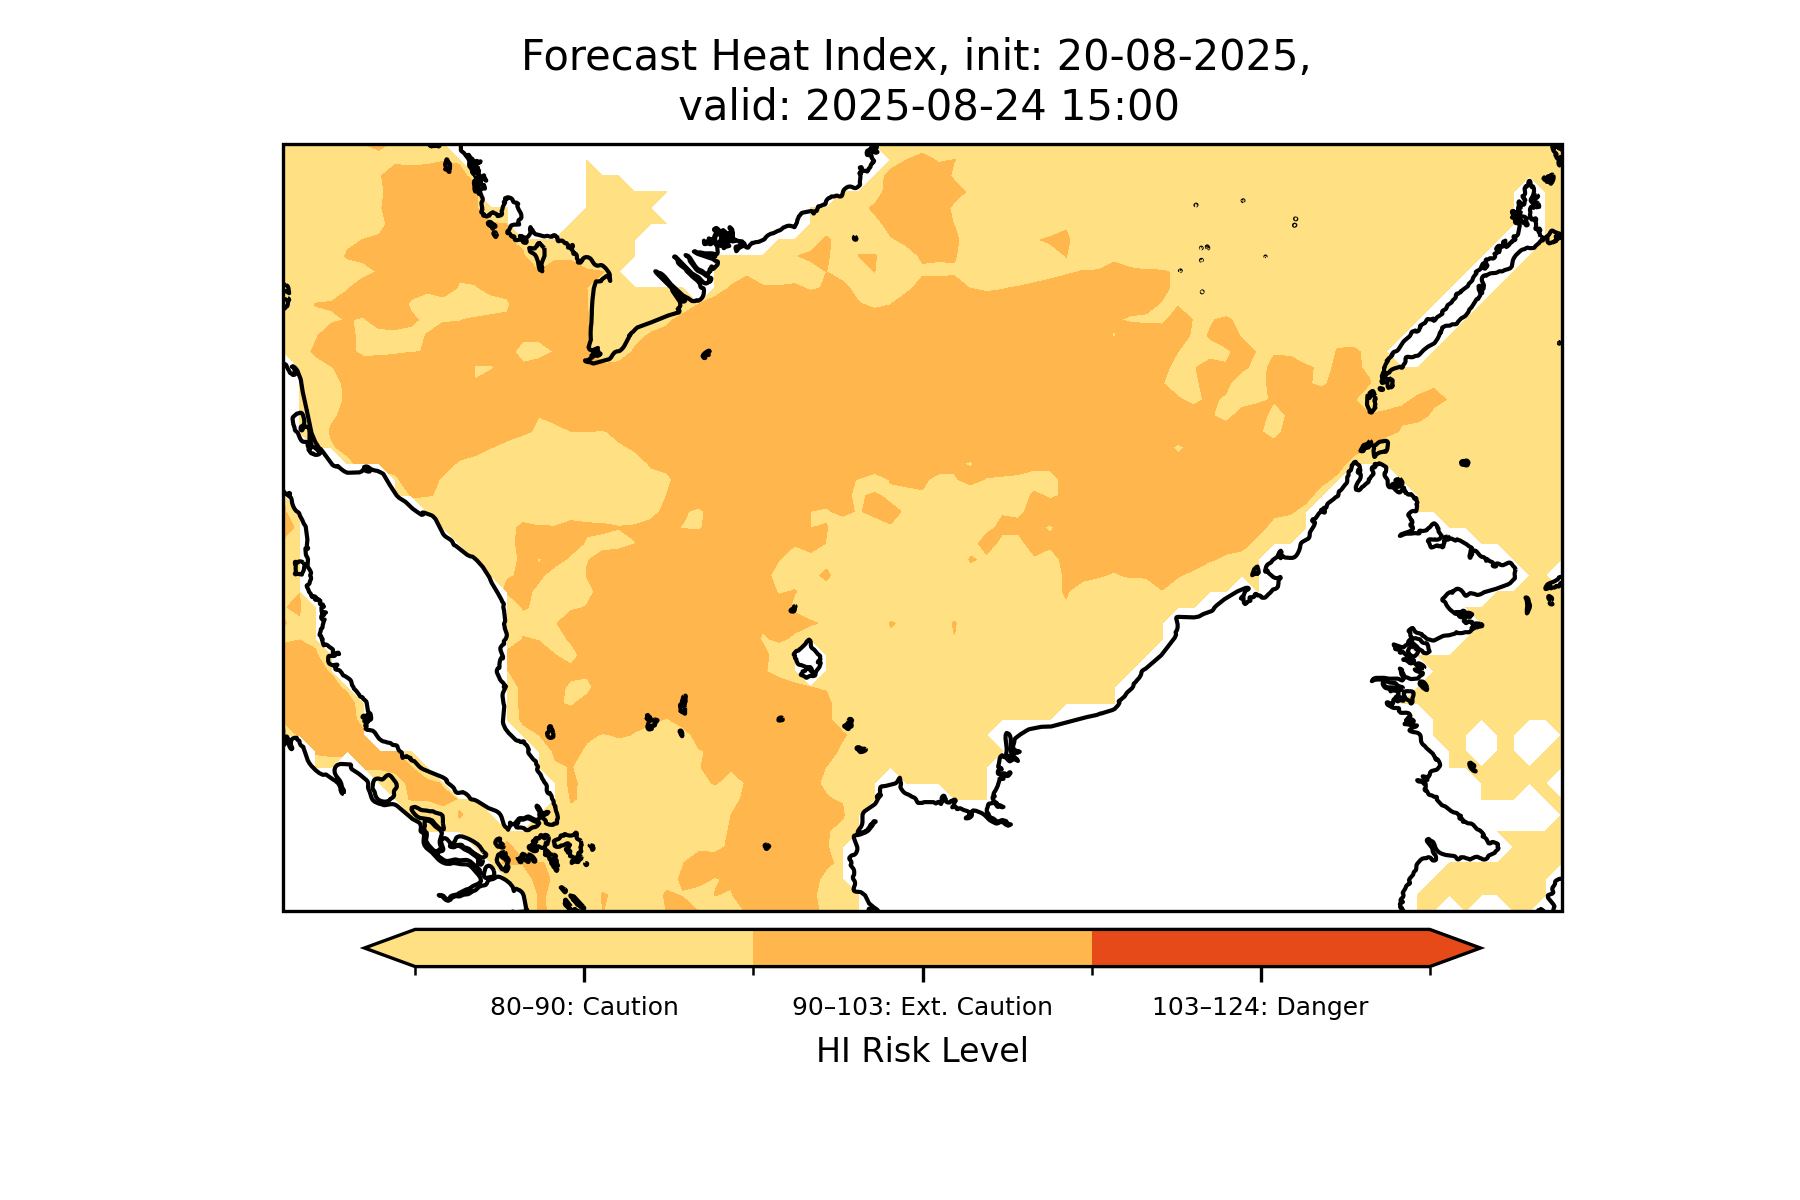 Forecast Heat Index, init: 20-08-2025,
valid: 2025-08-24 15:00
80–90: Caution
90–103: Ext. Caution
103–124: Danger
HI Risk Level